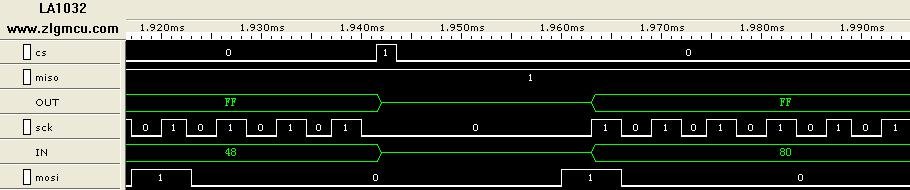 LA1032
www.zlgmcu.com
1.920ms 1.930ms 1.940ms 1.950ms 1.960ms 1.970ms 1.980ms 1.990ms
cs 0 1 0
miso 1
OUT FF FF
sck 0 1 0 1 0 1 0 1 0 1 0 1 0 1 0 1 0 1
IN 48 80
mosi 1 0 1 0